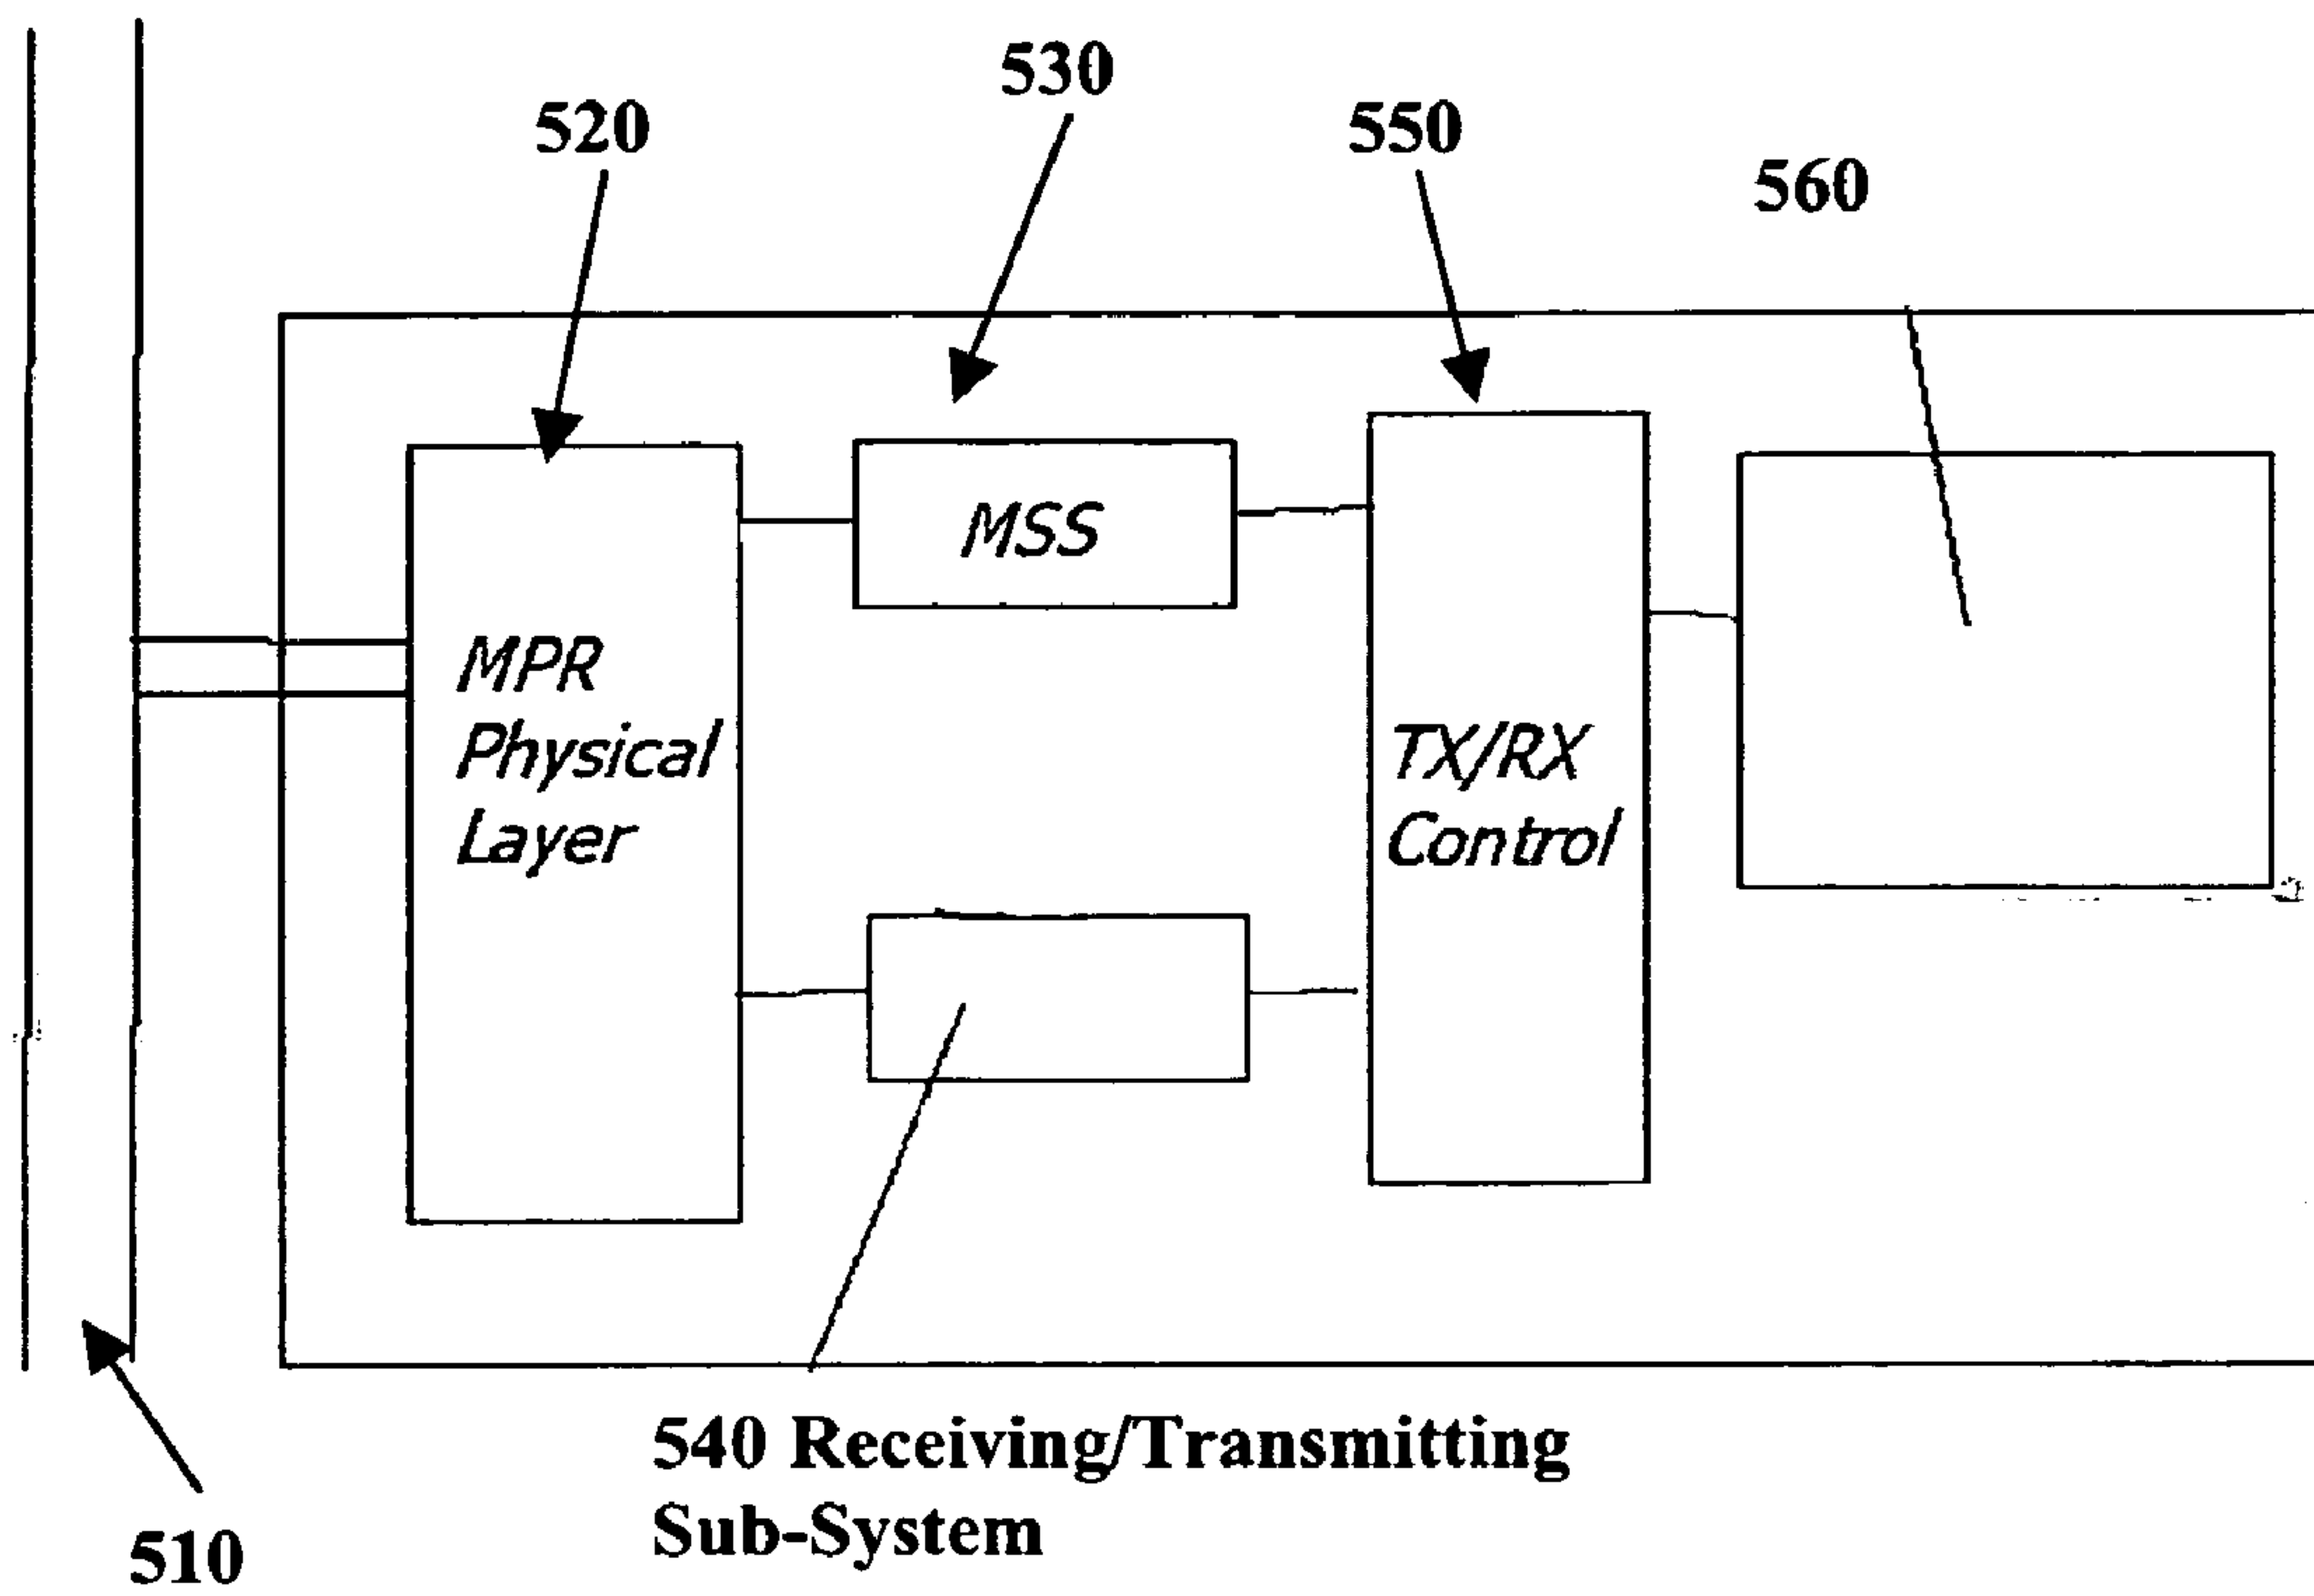 530
520
550
560
MSS
MPR
Physical
Layer
TX/RX
Control
540 Receiving/Transmitting
Sub-System
510